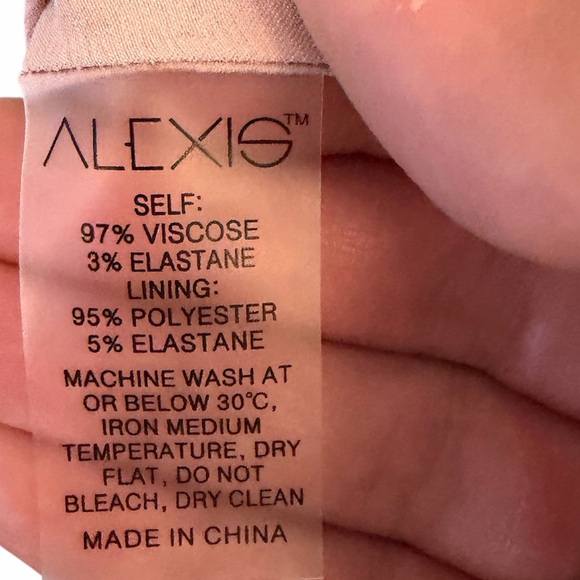 ALEXIS™
SELF:
97% VISCOSE
3% ELASTANE
LINING:
95% POLYESTER
5% ELASTANE
MACHINE WASH AT
OR BELOW 30°C,
IRON MEDIUM
TEMPERATURE, DRY
FLAT, DO NOT
BLEACH, DRY CLEAN
MADE IN CHINA